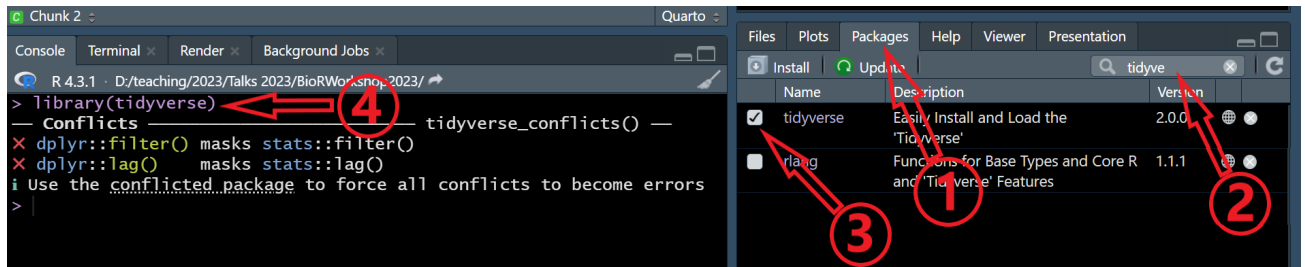 Chunk 2
Quarto
Console Terminal Render Background Jobs
R 4.3.1 · D:/teaching/2023/Talks 2023/BioRWorkshop2023/
> library(tidyverse)
── Conflicts ────────────────── tidyverse_conflicts() ──
✕ dplyr::filter() masks stats::filter()
✕ dplyr::lag()    masks stats::lag()
ℹ Use the conflicted package to force all conflicts to become errors
>
4
Files Plots Packages Help Viewer Presentation
Install Update tidyve
Name Description Version
tidyverse Easily Install and Load the 2.0.0
'Tidyverse'
rlang Functions for Base Types and Core R 1.1.1
and 'Tidyverse' Features
1
2
3